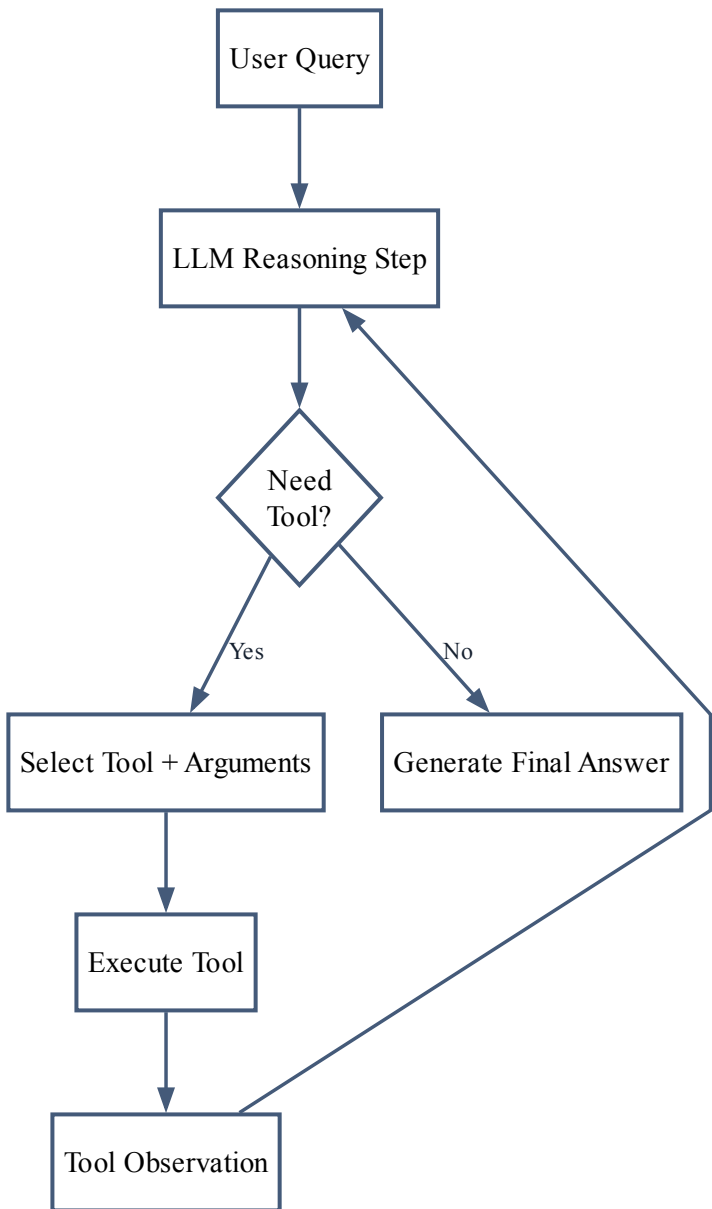 User Query
LLM Reasoning Step
Need
Tool?
Yes
No
Select Tool + Arguments
Generate Final Answer
Execute Tool
Tool Observation